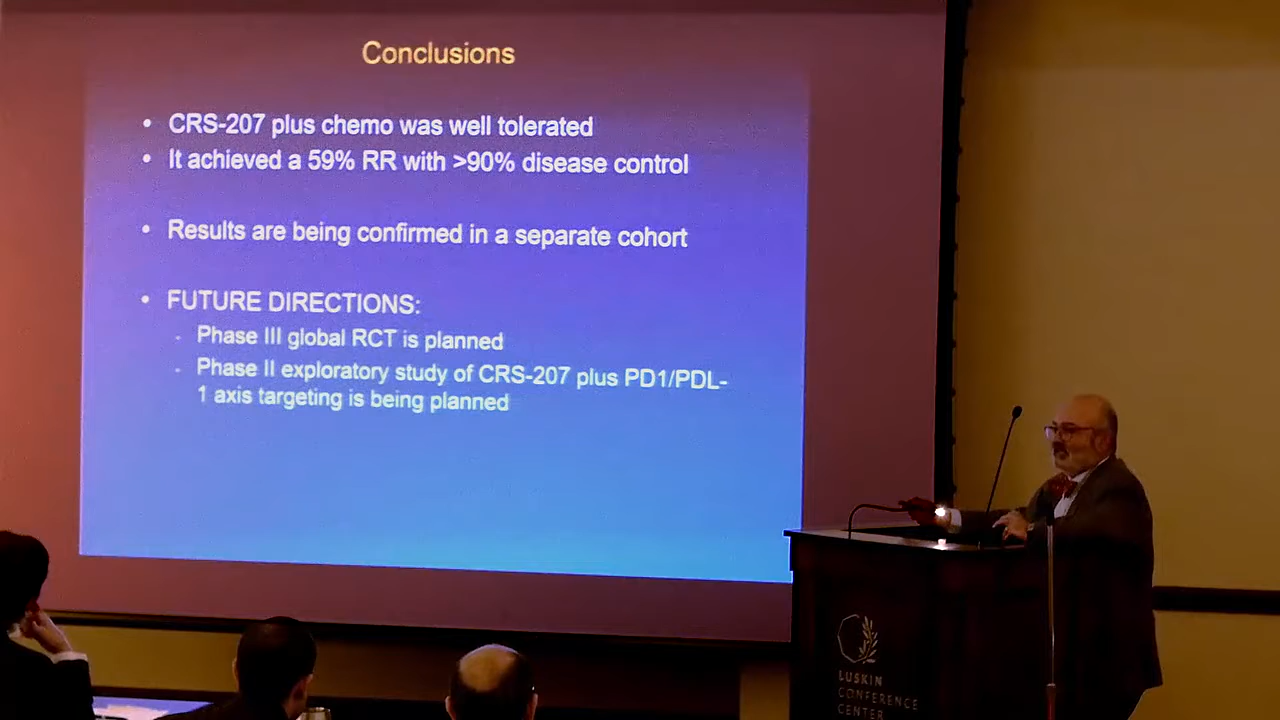 Conclusions
• CRS-207 plus chemo was well tolerated
• It achieved a 59% RR with >90% disease control
• Results are being confirmed in a separate cohort
• FUTURE DIRECTIONS:
- Phase III global RCT is planned
- Phase II exploratory study of CRS-207 plus PD1/PDL-
1 axis targeting is being planned
LUSKIN
CONFERENCE
CENTER